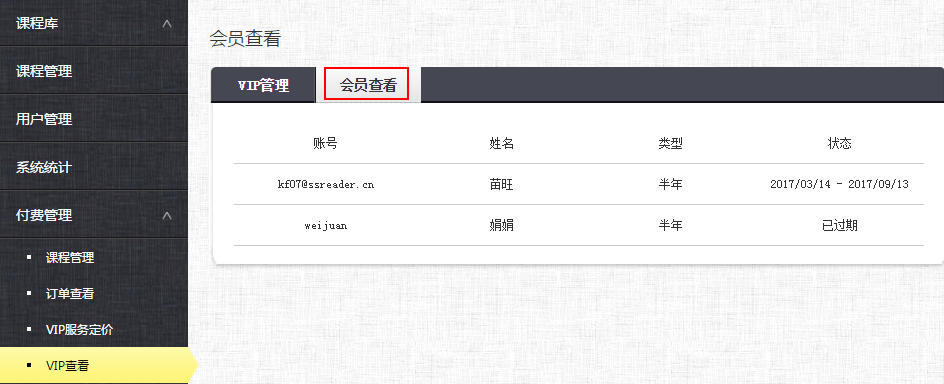 课程库
课程管理
用户管理
系统统计
付费管理
课程管理
订单查看
VIP服务定价
VIP查看
会员查看
VIP管理 会员查看
账号 姓名 类型 状态
kf07@ssreader.cn 苗旺 半年 2017/03/14 - 2017/09/13
weijuan 娟娟 半年 已过期